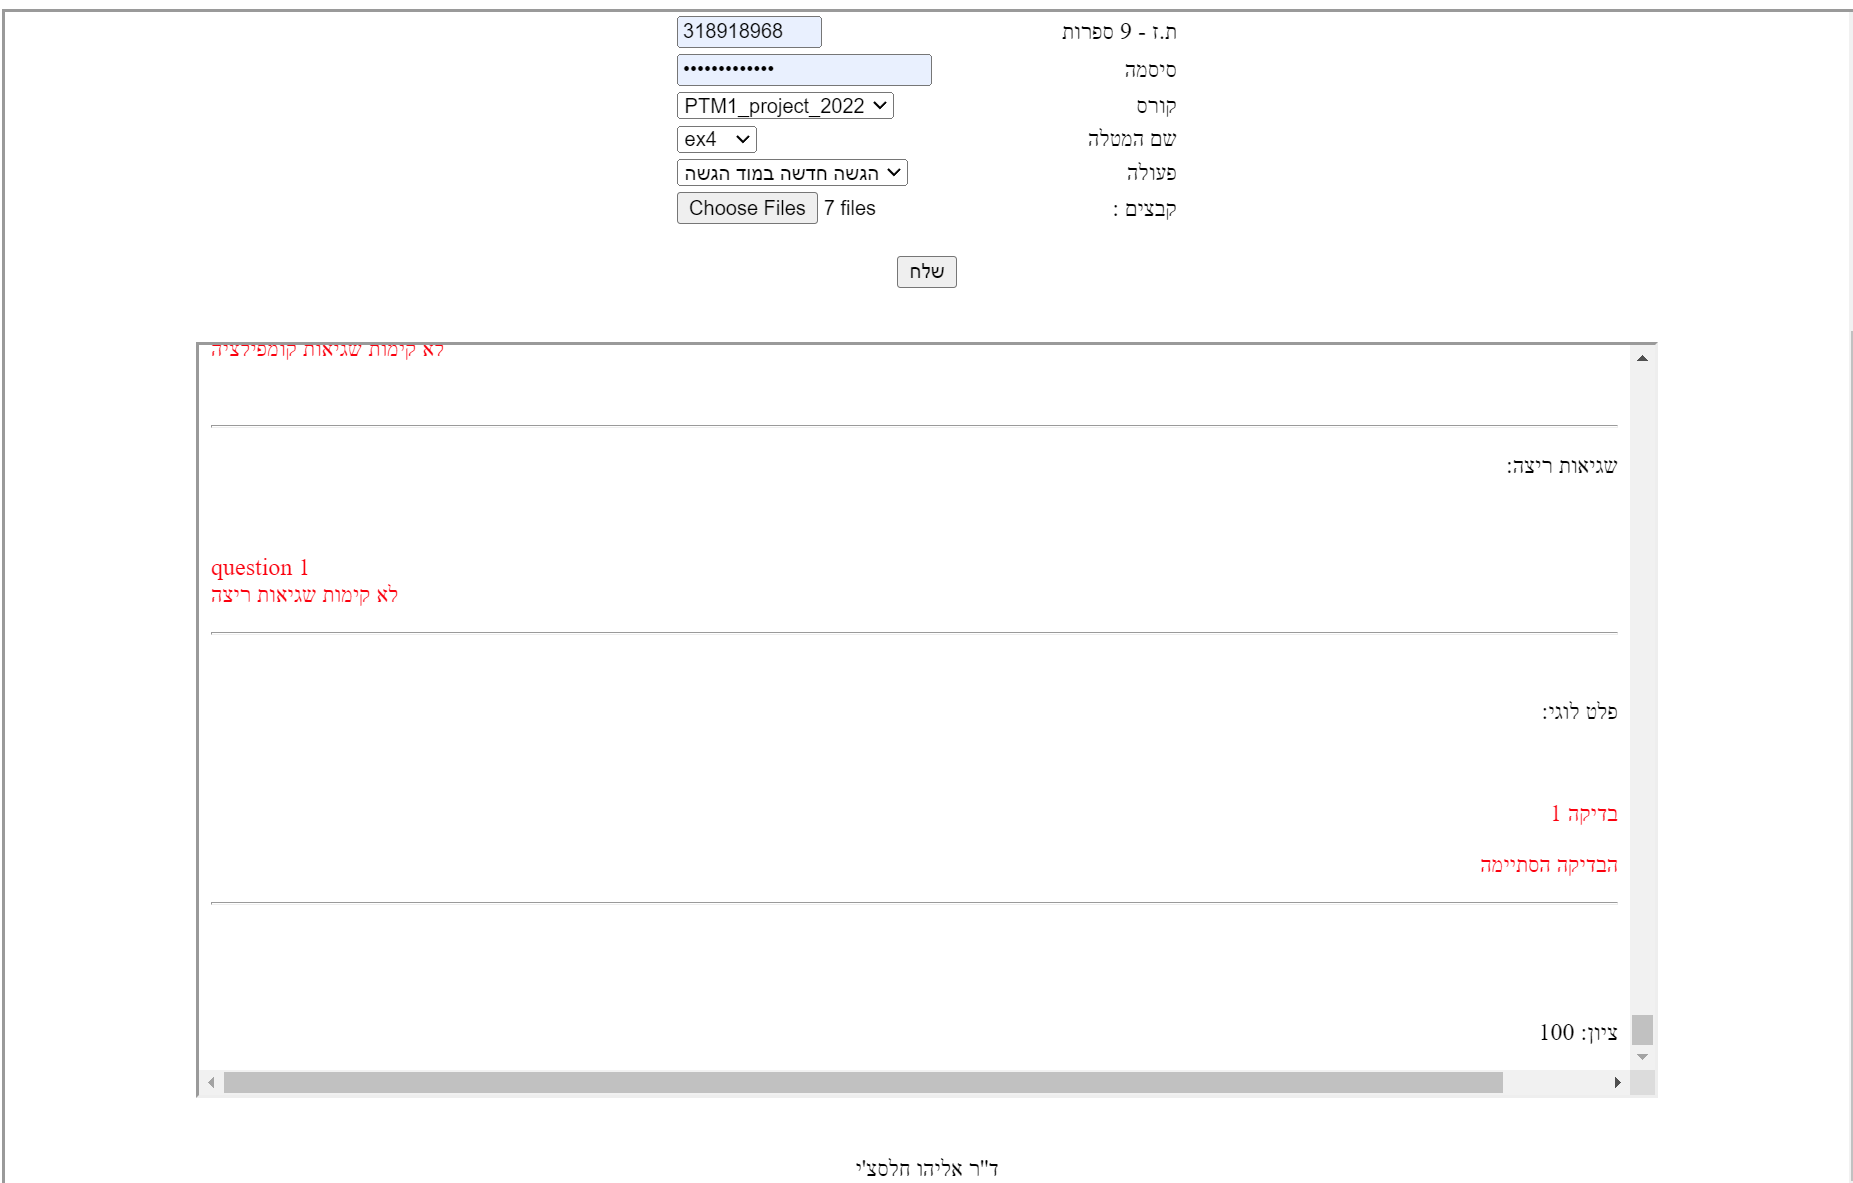 ת.ז - 9 ספרות 318918968
סיסמה •••••••••••••
קורס PTM1_project_2022
שם המטלה ex4
פעולה הגשה חדשה במוד הגשה
קבצים : Choose Files 7 files
שלח
לא קימות שגיאות קומפילציה
שגיאות ריצה:
question 1
לא קימות שגיאות ריצה
פלט לוגי:
בדיקה 1
הבדיקה הסתיימה
ציון: 100
ד"ר אליהו חלסצ'י